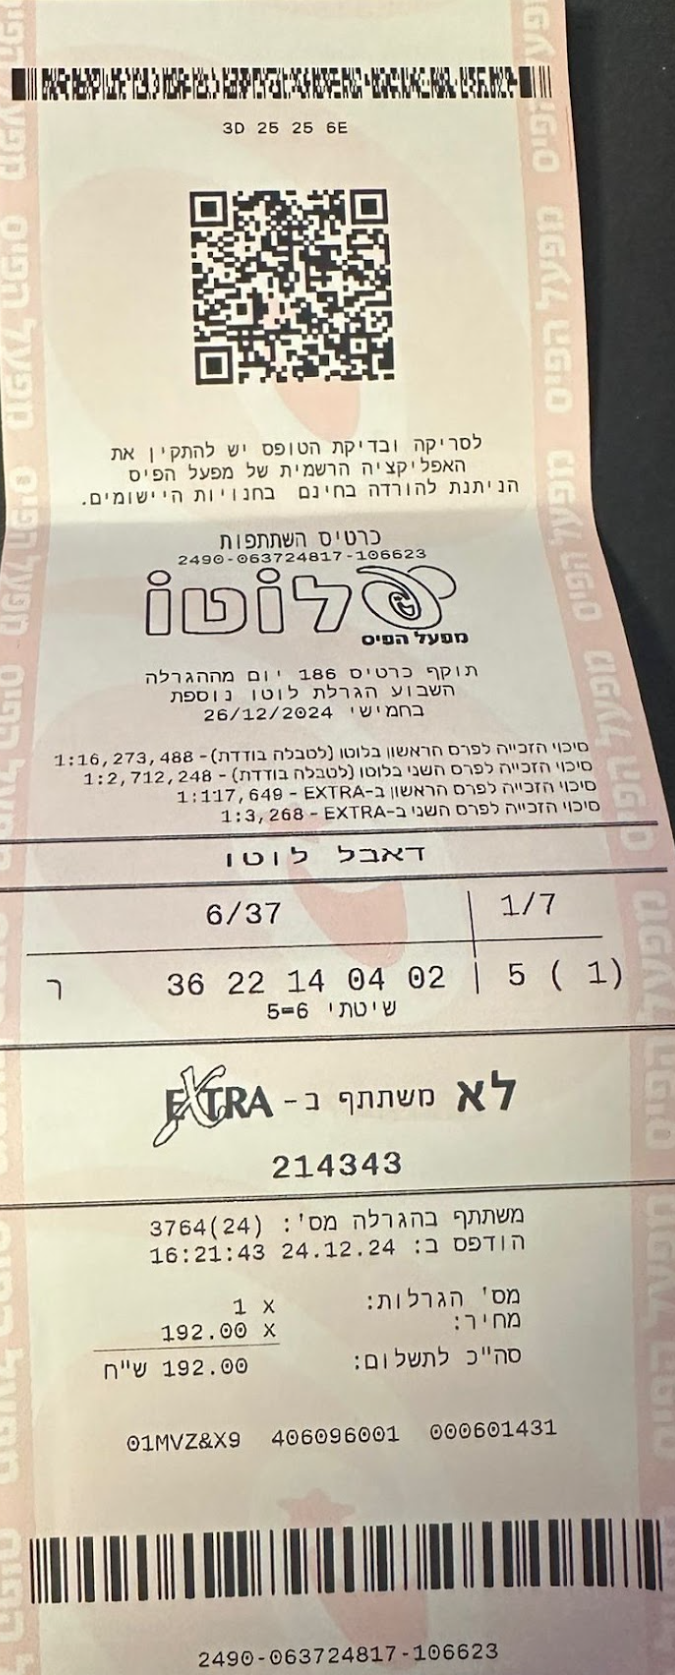 3D 25 25 6E
לסריקה ובדיקת הטופס יש להתקין את
האפליקציה הרשמית של מפעל הפיס
הניתנת להורדה בחינם בחנויות היישומים.
כרטיס השתתפות
2490-063724817-106623
לוטו
מפעל הפיס
תוקף כרטיס 186 יום מההגרלה
השבוע הגרלת לוטו נוספת
בחמישי 26/12/2024
סיכוי הזכייה לפרס הראשון בלוטו (לטבלה בודדת) - 1:16,273,488
סיכוי הזכייה לפרס השני בלוטו (לטבלה בודדת) - 1:2,712,248
סיכוי הזכייה לפרס הראשון ב-EXTRA - 1:117,649
סיכוי הזכייה לפרס השני ב-EXTRA - 1:3,268
דאבל לוטו
6/37 1/7
36 22 14 04 02 | 5 ( 1) ר
שיטתי 5=6
לא משתתף ב - EXTRA
214343
משתתף בהגרלה מס': 3764(24)
הודפס ב: 16:21:43 24.12.24
מס' הגרלות: 1 X
מחיר: 192.00 X
סה"כ לתשלום: 192.00 ש"ח
01MVZ&X9 406096001 000601431
2490-063724817-106623
מפעל הפיס